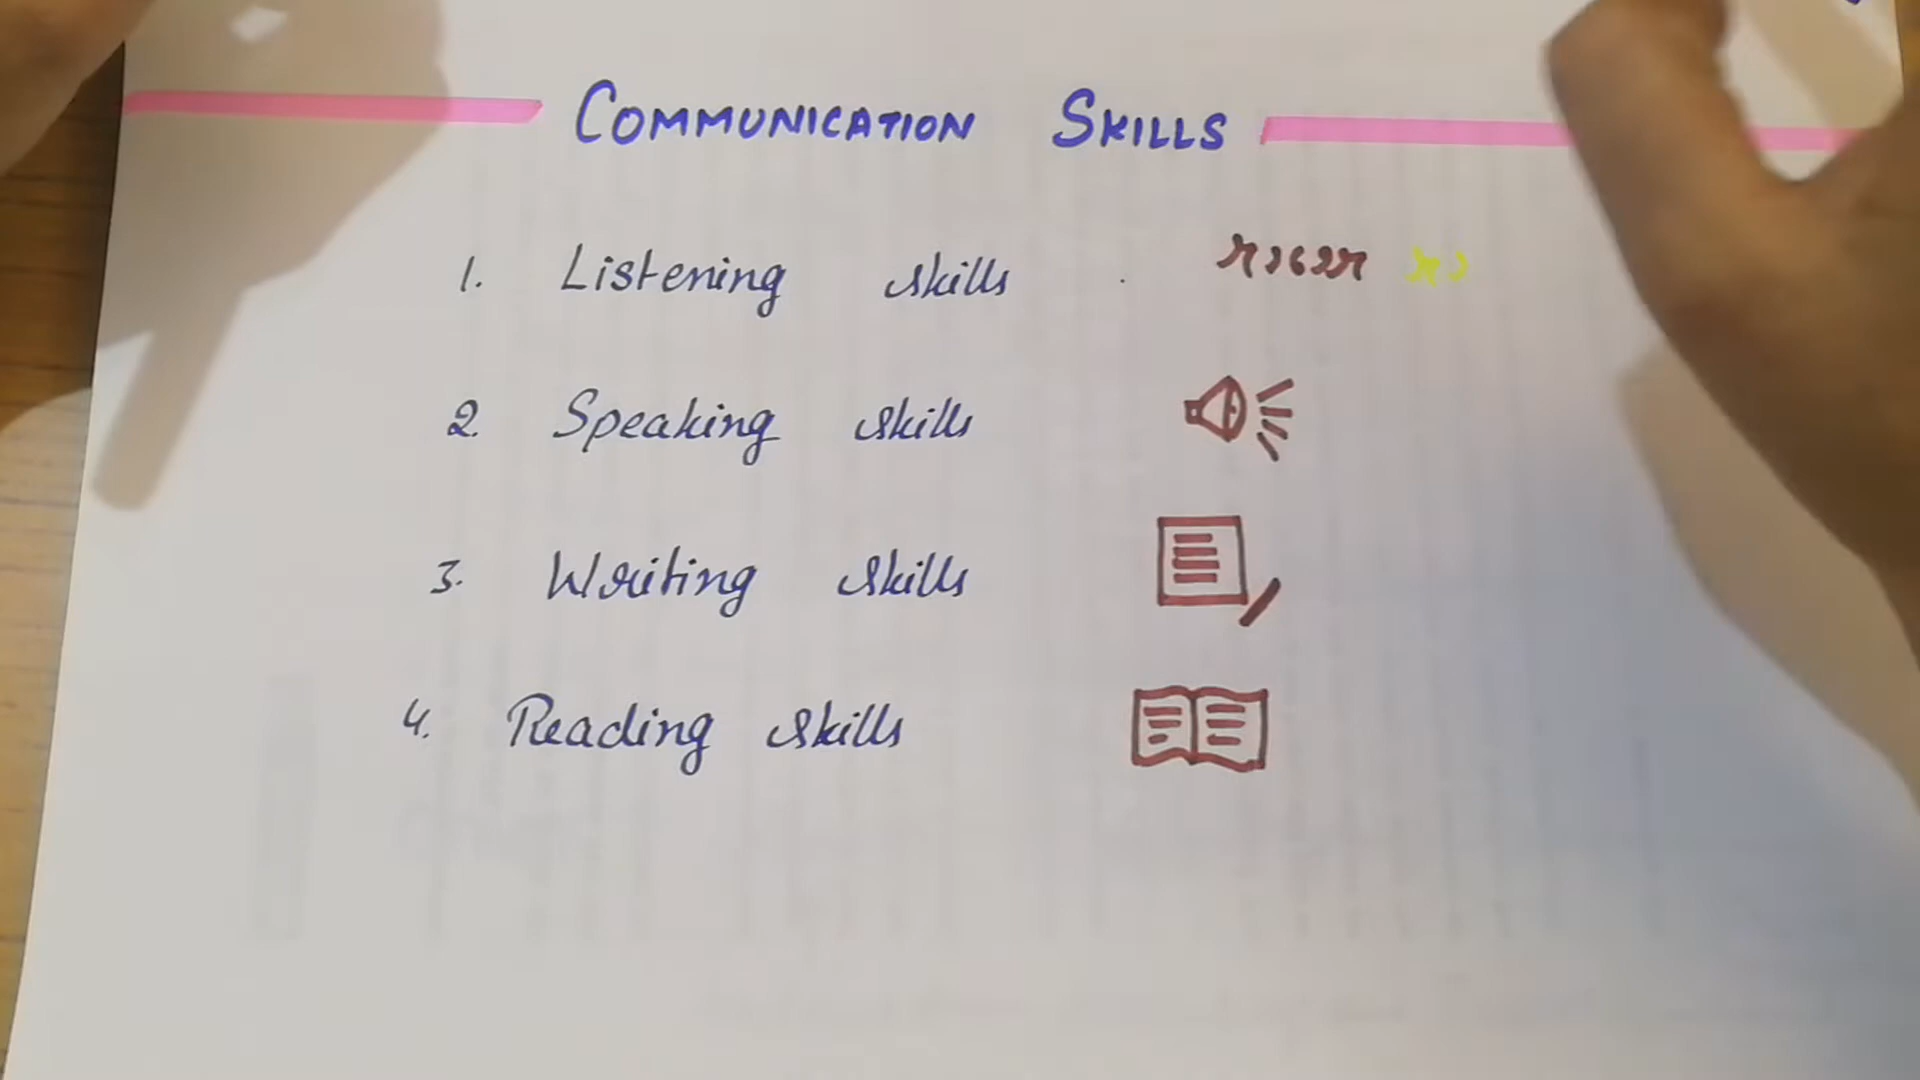 COMMUNICATION SKILLS
1. Listening skills
2. Speaking skills
3. Writing skills
4. Reading skills